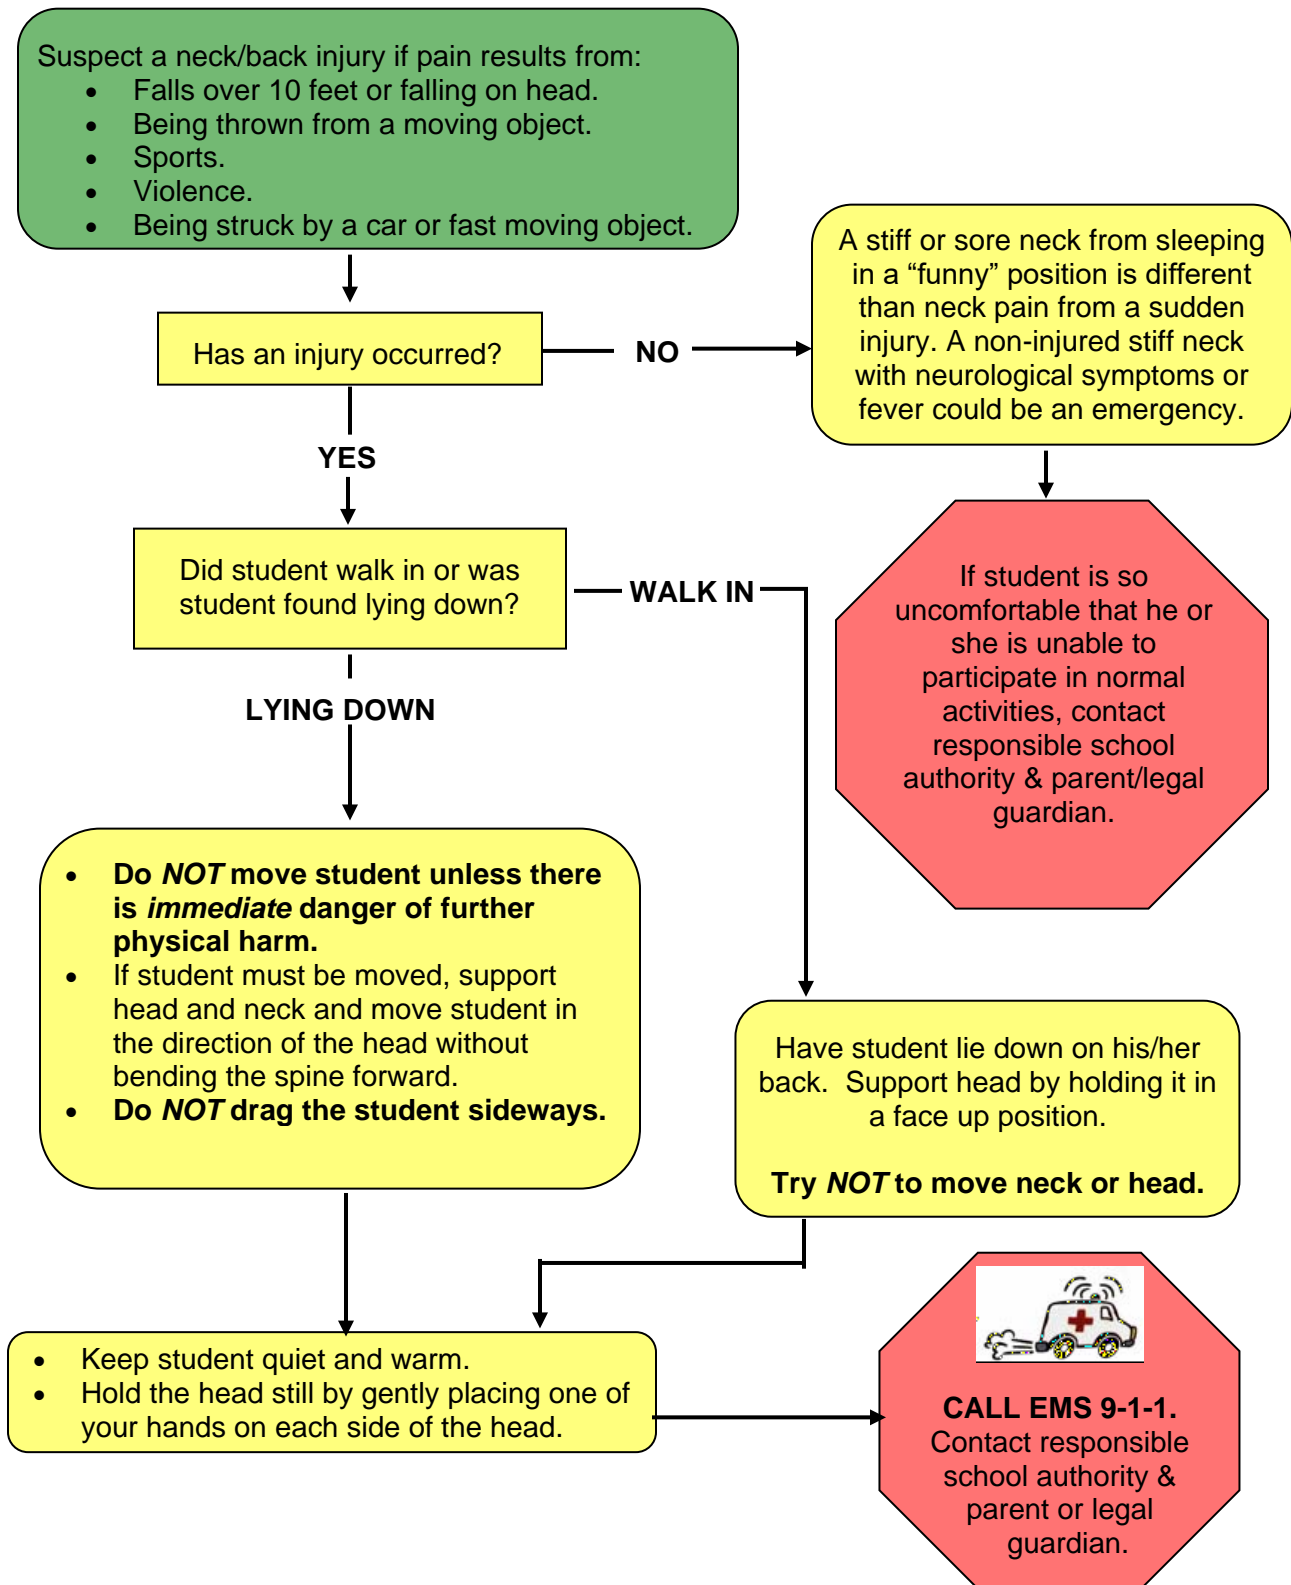 Suspect a neck/back injury if pain results from:
• Falls over 10 feet or falling on head.
• Being thrown from a moving object.
• Sports.
• Violence.
• Being struck by a car or fast moving object.
A stiff or sore neck from sleeping
in a “funny” position is different
than neck pain from a sudden
injury. A non-injured stiff neck
with neurological symptoms or
fever could be an emergency.
Has an injury occurred?
NO
YES
Did student walk in or was
student found lying down?
WALK IN
LYING DOWN
If student is so
uncomfortable that he or
she is unable to
participate in normal
activities, contact
responsible school
authority & parent/legal
guardian.
• Do NOT move student unless there
is immediate danger of further
physical harm.
• If student must be moved, support
head and neck and move student in
the direction of the head without
bending the spine forward.
• Do NOT drag the student sideways.
Have student lie down on his/her
back.  Support head by holding it in
a face up position.
Try NOT to move neck or head.
• Keep student quiet and warm.
• Hold the head still by gently placing one of
your hands on each side of the head.
CALL EMS 9-1-1.
Contact responsible
school authority &
parent or legal
guardian.